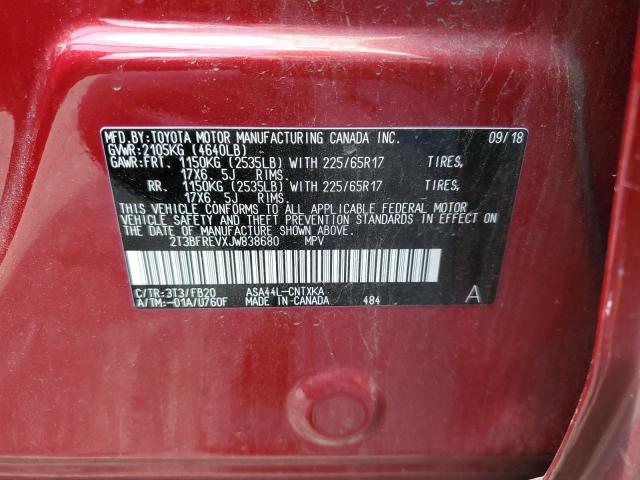 MFD. BY:TOYOTA MOTOR MANUFACTURING CANADA INC. 09/18
GVWR:2105KG (4640LB)
GAWR:FRT. 1150KG (2535LB) WITH 225/65R17 TIRES,
17X6. 5J RIMS.
RR. 1150KG (2535LB) WITH 225/65R17 TIRES,
17X6. 5J RIMS.
THIS VEHICLE CONFORMS TO ALL APPLICABLE FEDERAL MOTOR
VEHICLE SAFETY AND THEFT PREVENTION STANDARDS IN EFFECT ON
THE DATE OF MANUFACTURE SHOWN ABOVE.
2T3BFREVXJW838680 MPV
C/TR:3T3/FB20 ASA44L-CNTXKA
A/TM:-01A/U760F MADE IN CANADA 484 A